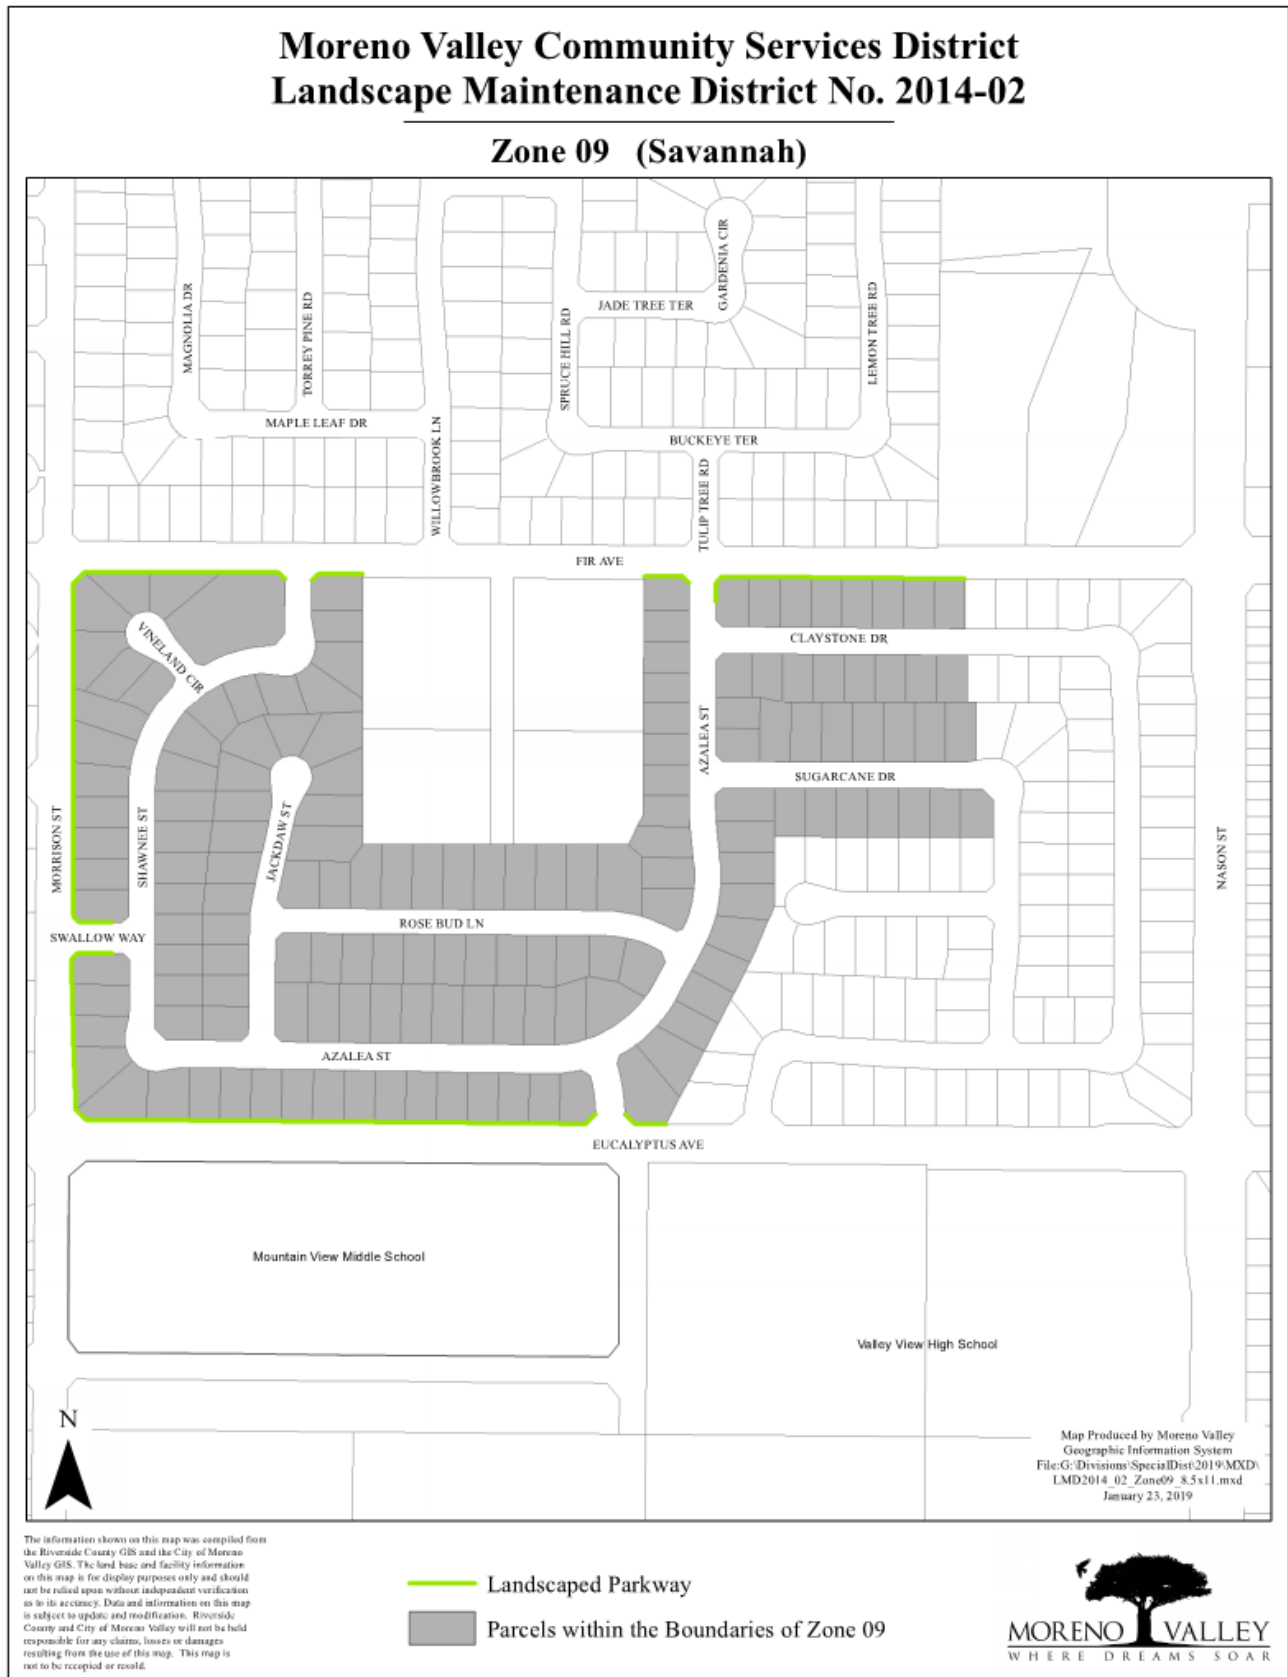 Moreno Valley Community Services District
Landscape Maintenance District No. 2014-02
Zone 09 (Savannah)
MAGNOLIA DR
TORREY PINE RD
MAPLE LEAF DR
WILLOWBROOK LN
SPRUCE HILL RD
JADE TREE TER
GARDENIA CIR
LEMON TREE RD
BUCKEYE TER
TULIP TREE RD
FIR AVE
VINELAND CIR
CLAYSTONE DR
AZALEA ST
SUGARCANE DR
MORRISON ST
SHAWNEE ST
JACKDAW ST
NASON ST
ROSE BUD LN
SWALLOW WAY
AZALEA ST
EUCALYPTUS AVE
Mountain View Middle School
Valley View High School
N
Map Produced by Moreno Valley
Geographic Information System
File:G:\Divisions\SpecialDist\2019\MXD\
LMD2014_02_Zone09_8.5x11.mxd
January 23, 2019
The information shown on this map was compiled from
the Riverside County GIS and the City of Moreno
Valley GIS. The land base and facility information
on this map is for display purposes only and should
not be relied upon without independent verification
as to its accuracy. Data and information on this map
is subject to update and modification. Riverside
County and City of Moreno Valley will not be held
responsible for any claims, losses or damages
resulting from the use of this map. This map is
not to be recopied or resold.
Landscaped Parkway
Parcels within the Boundaries of Zone 09
MORENO VALLEY
WHERE DREAMS SOAR